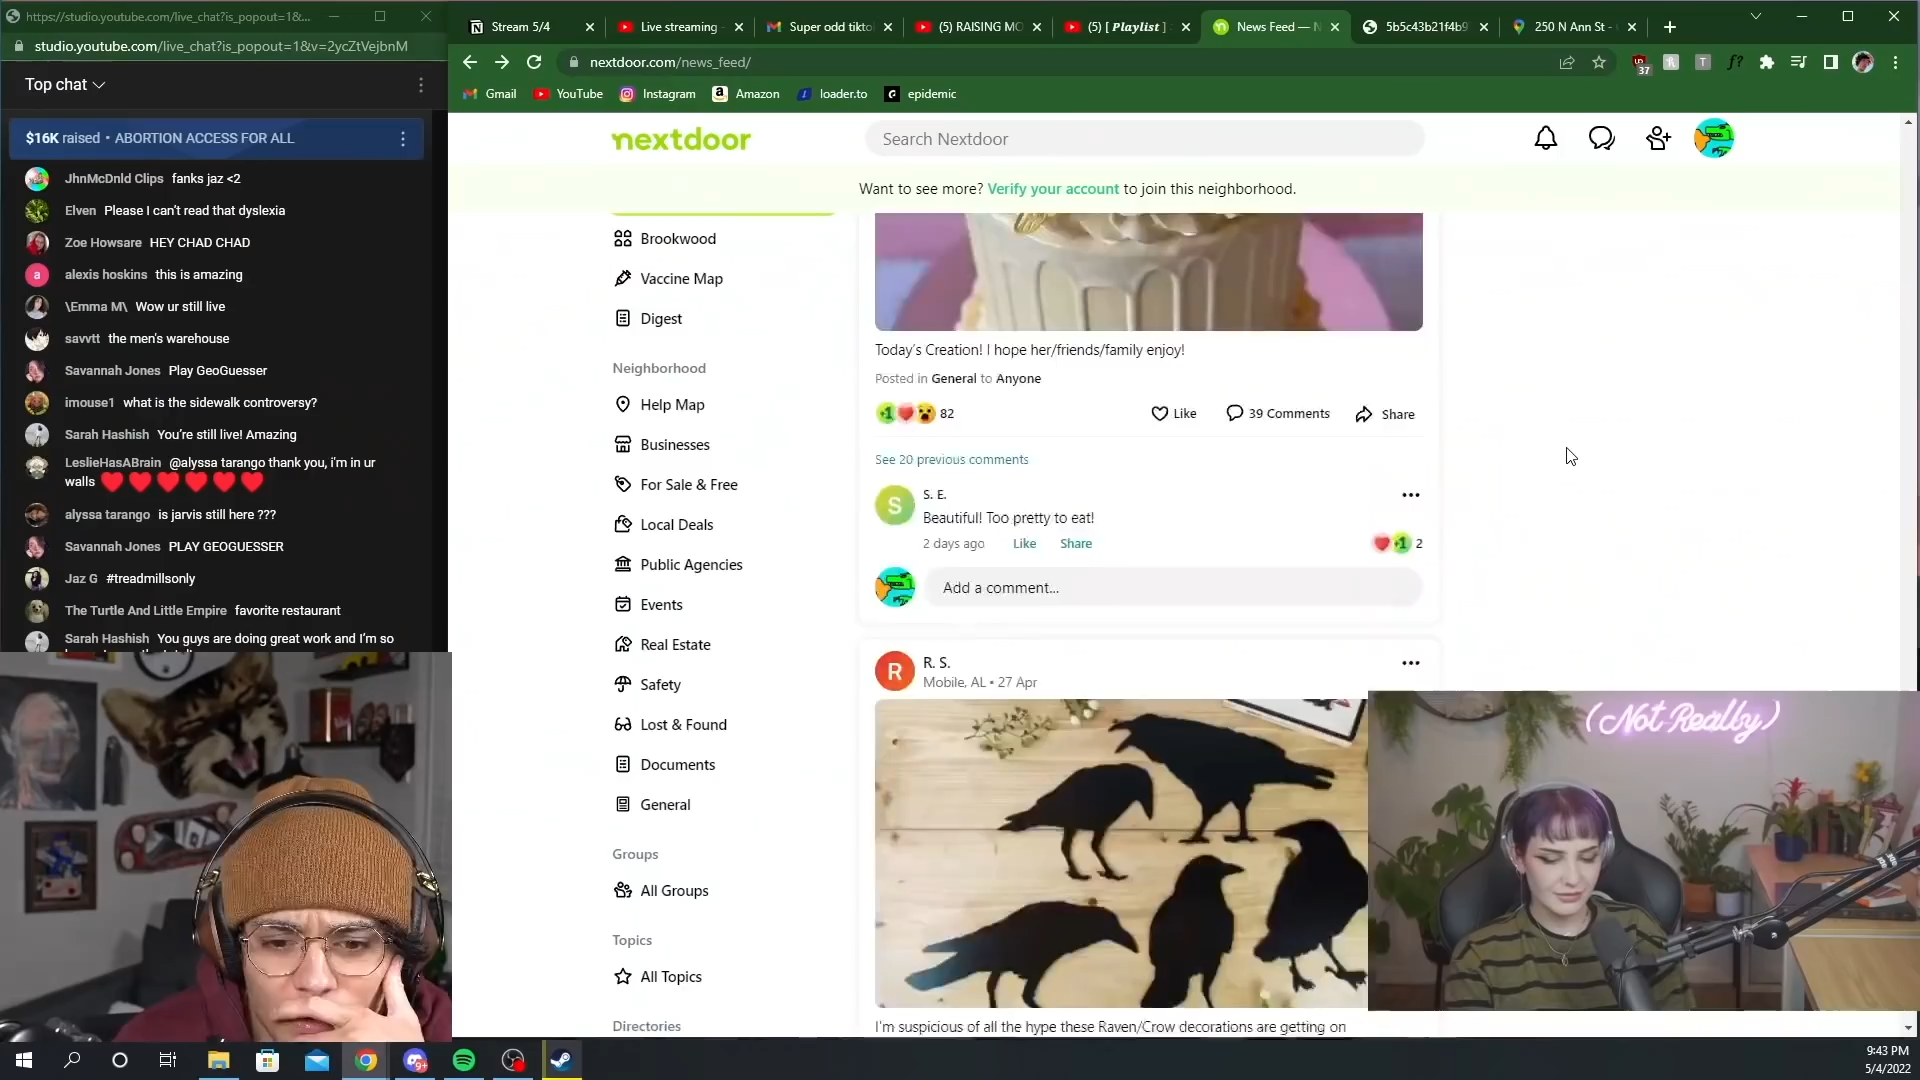 https://studio.youtube.com/live_chat?is_popout=1&...
studio.youtube.com/live_chat?is_popout=1&v=2ycZtVejbnM
Top chat
$16K raised • ABORTION ACCESS FOR ALL
JhnMcDnld Clips fanks jaz <2
Elven Please I can't read that dyslexia
Zoe Howsare HEY CHAD CHAD
a alexis hoskins this is amazing
\Emma M\ Wow ur still live
savvtt the men's warehouse
Savannah Jones Play GeoGuesser
imouse1 what is the sidewalk controversy?
Sarah Hashish You're still live! Amazing
LeslieHasABrain @alyssa tarango thank you, i'm in ur
walls
alyssa tarango is jarvis still here ???
Savannah Jones PLAY GEOGUESSER
Jaz G #treadmillsonly
The Turtle And Little Empire favorite restaurant
Sarah Hashish You guys are doing great work and I'm so
Stream 5/4
Live streaming -
Super odd tikto
(5) RAISING MO
(5) [ Playlist ]
News Feed — N
5b5c43b21f4b9
250 N Ann St -
nextdoor.com/news_feed/
37
T
f?
Gmail
YouTube
Instagram
Amazon
loader.to
epidemic
nextdoor
Search Nextdoor
Want to see more? Verify your account to join this neighborhood.
Brookwood
Vaccine Map
Digest
Neighborhood
Help Map
Businesses
For Sale & Free
Local Deals
Public Agencies
Events
Real Estate
Safety
Lost & Found
Documents
General
Groups
All Groups
Topics
All Topics
Directories
Today's Creation! I hope her/friends/family enjoy!
Posted in General to Anyone
+1 82
Like
39 Comments
Share
See 20 previous comments
S
S. E.
Beautiful! Too pretty to eat!
2 days ago Like Share
+1 2
Add a comment...
R
R. S.
Mobile, AL • 27 Apr
I'm suspicious of all the hype these Raven/Crow decorations are getting on
(Not Really)
9+
9:43 PM
5/4/2022